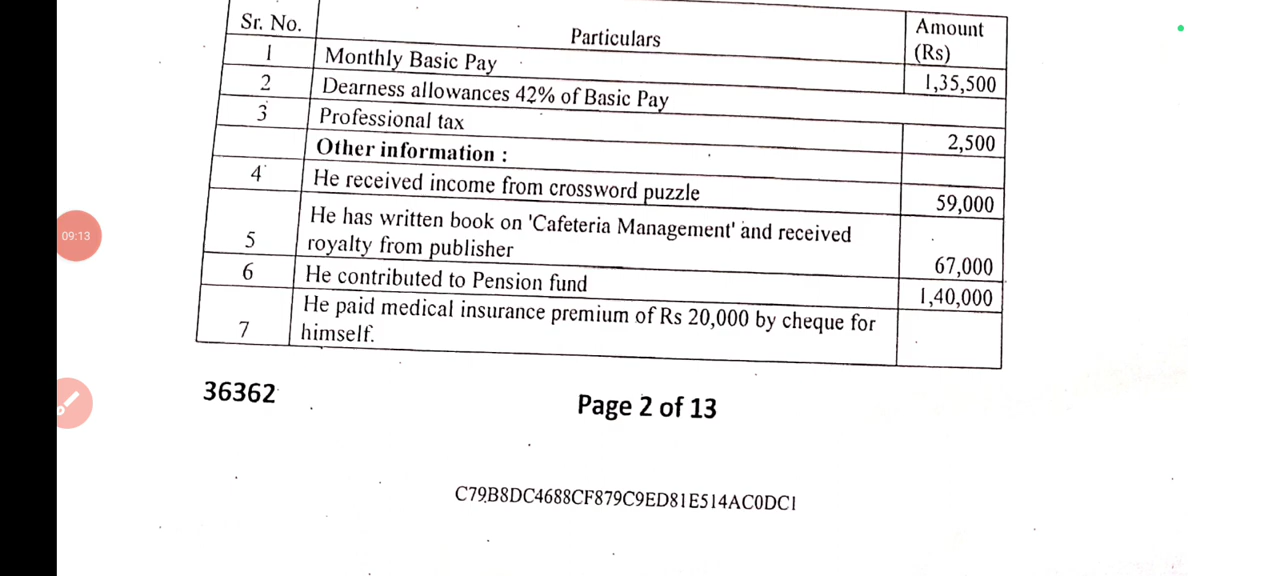 Sr. No. Particulars Amount (Rs)
1 Monthly Basic Pay 1,35,500
2 Dearness allowances 42% of Basic Pay
3 Professional tax 2,500
Other information :
4 He received income from crossword puzzle 59,000
He has written book on 'Cafeteria Management' and received
5 royalty from publisher 67,000
6 He contributed to Pension fund 1,40,000
He paid medical insurance premium of Rs 20,000 by cheque for
7 himself.
09:13
36362 Page 2 of 13
C79B8DC4688CF879C9ED81E514AC0DC1